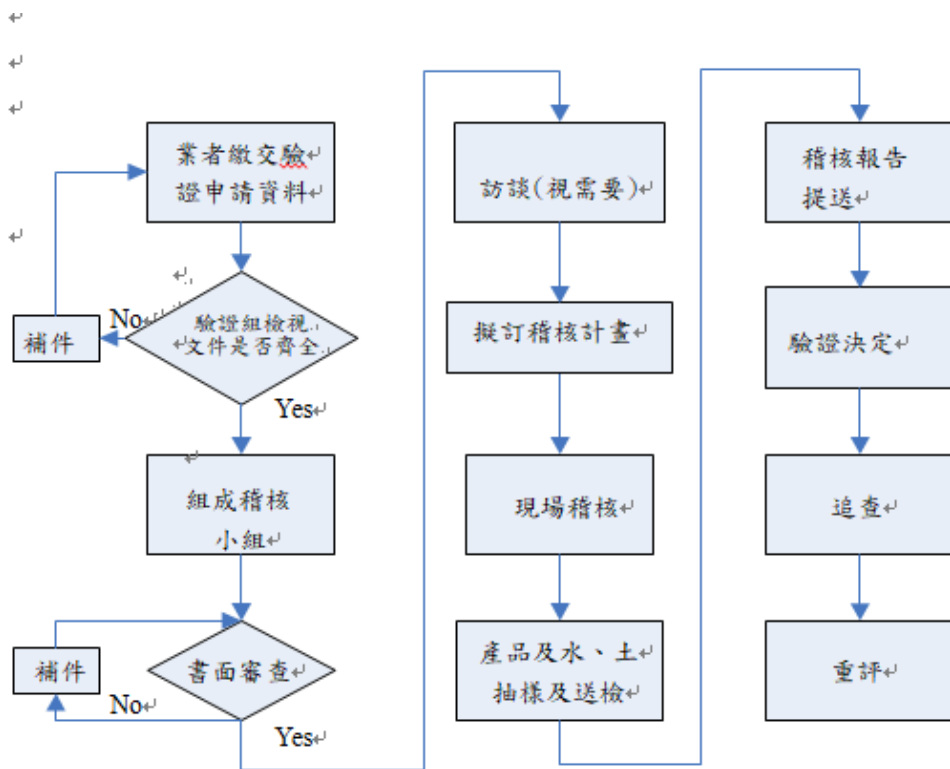 業者繳交驗
證申請資料
驗證組檢視
文件是否齊全
No
補件
Yes
組成稽核
小組
書面審查
補件
No
Yes
訪談(視需要)
擬訂稽核計畫
現場稽核
產品及水、土
抽樣及送檢
稽核報告
提送
驗證決定
追查
重評